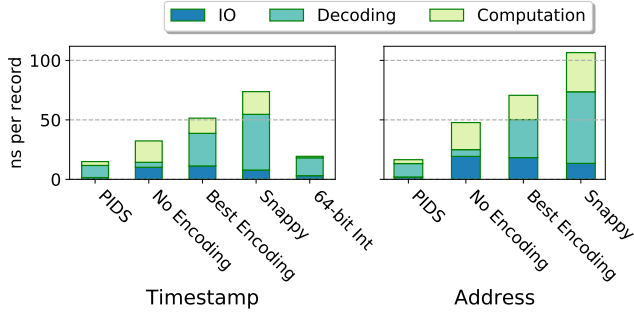 IO Decoding Computation
ns per record
100
50
0
PIDS
No Encoding
Best Encoding
Snappy
64-bit Int
Timestamp
PIDS
No Encoding
Best Encoding
Snappy
Address